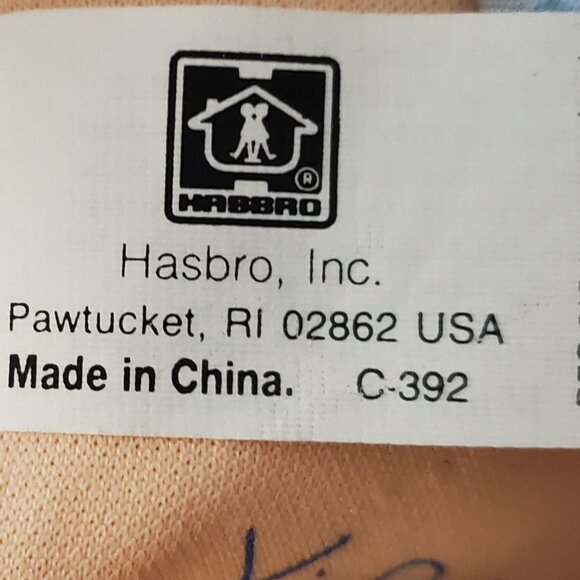 HASBRO
®
Hasbro, Inc.
Pawtucket, RI 02862 USA
Made in China. C-392